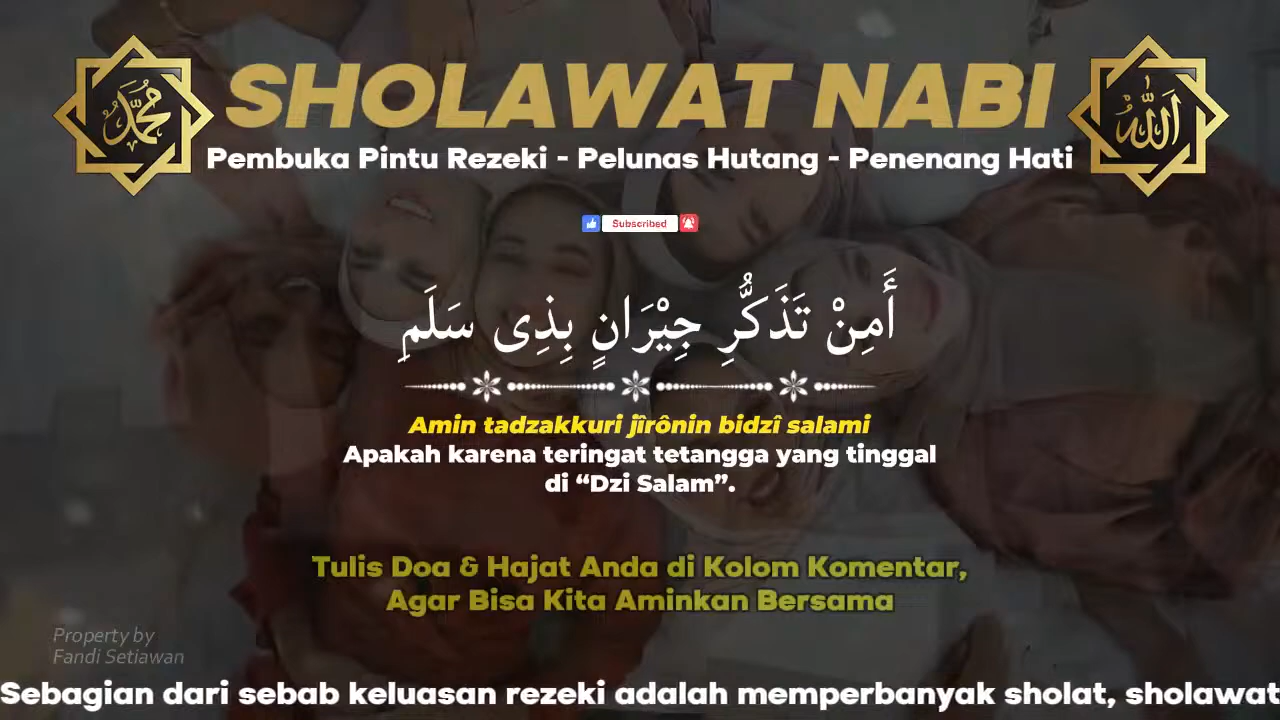 محمد
SHOLAWAT NABI
الله
Pembuka Pintu Rezeki - Pelunas Hutang - Penenang Hati
Subscribed
أَمِنْ تَذَكُّرِ جِيْرَانٍ بِذِى سَلَمِ
Amin tadzakkuri jîrônin bidzî salami
Apakah karena teringat tetangga yang tinggal
di “Dzi Salam”.
Tulis Doa & Hajat Anda di Kolom Komentar,
Agar Bisa Kita Aminkan Bersama
Property by
Fandi Setiawan
Sebagian dari sebab keluasan rezeki adalah memperbanyak sholat, sholawat